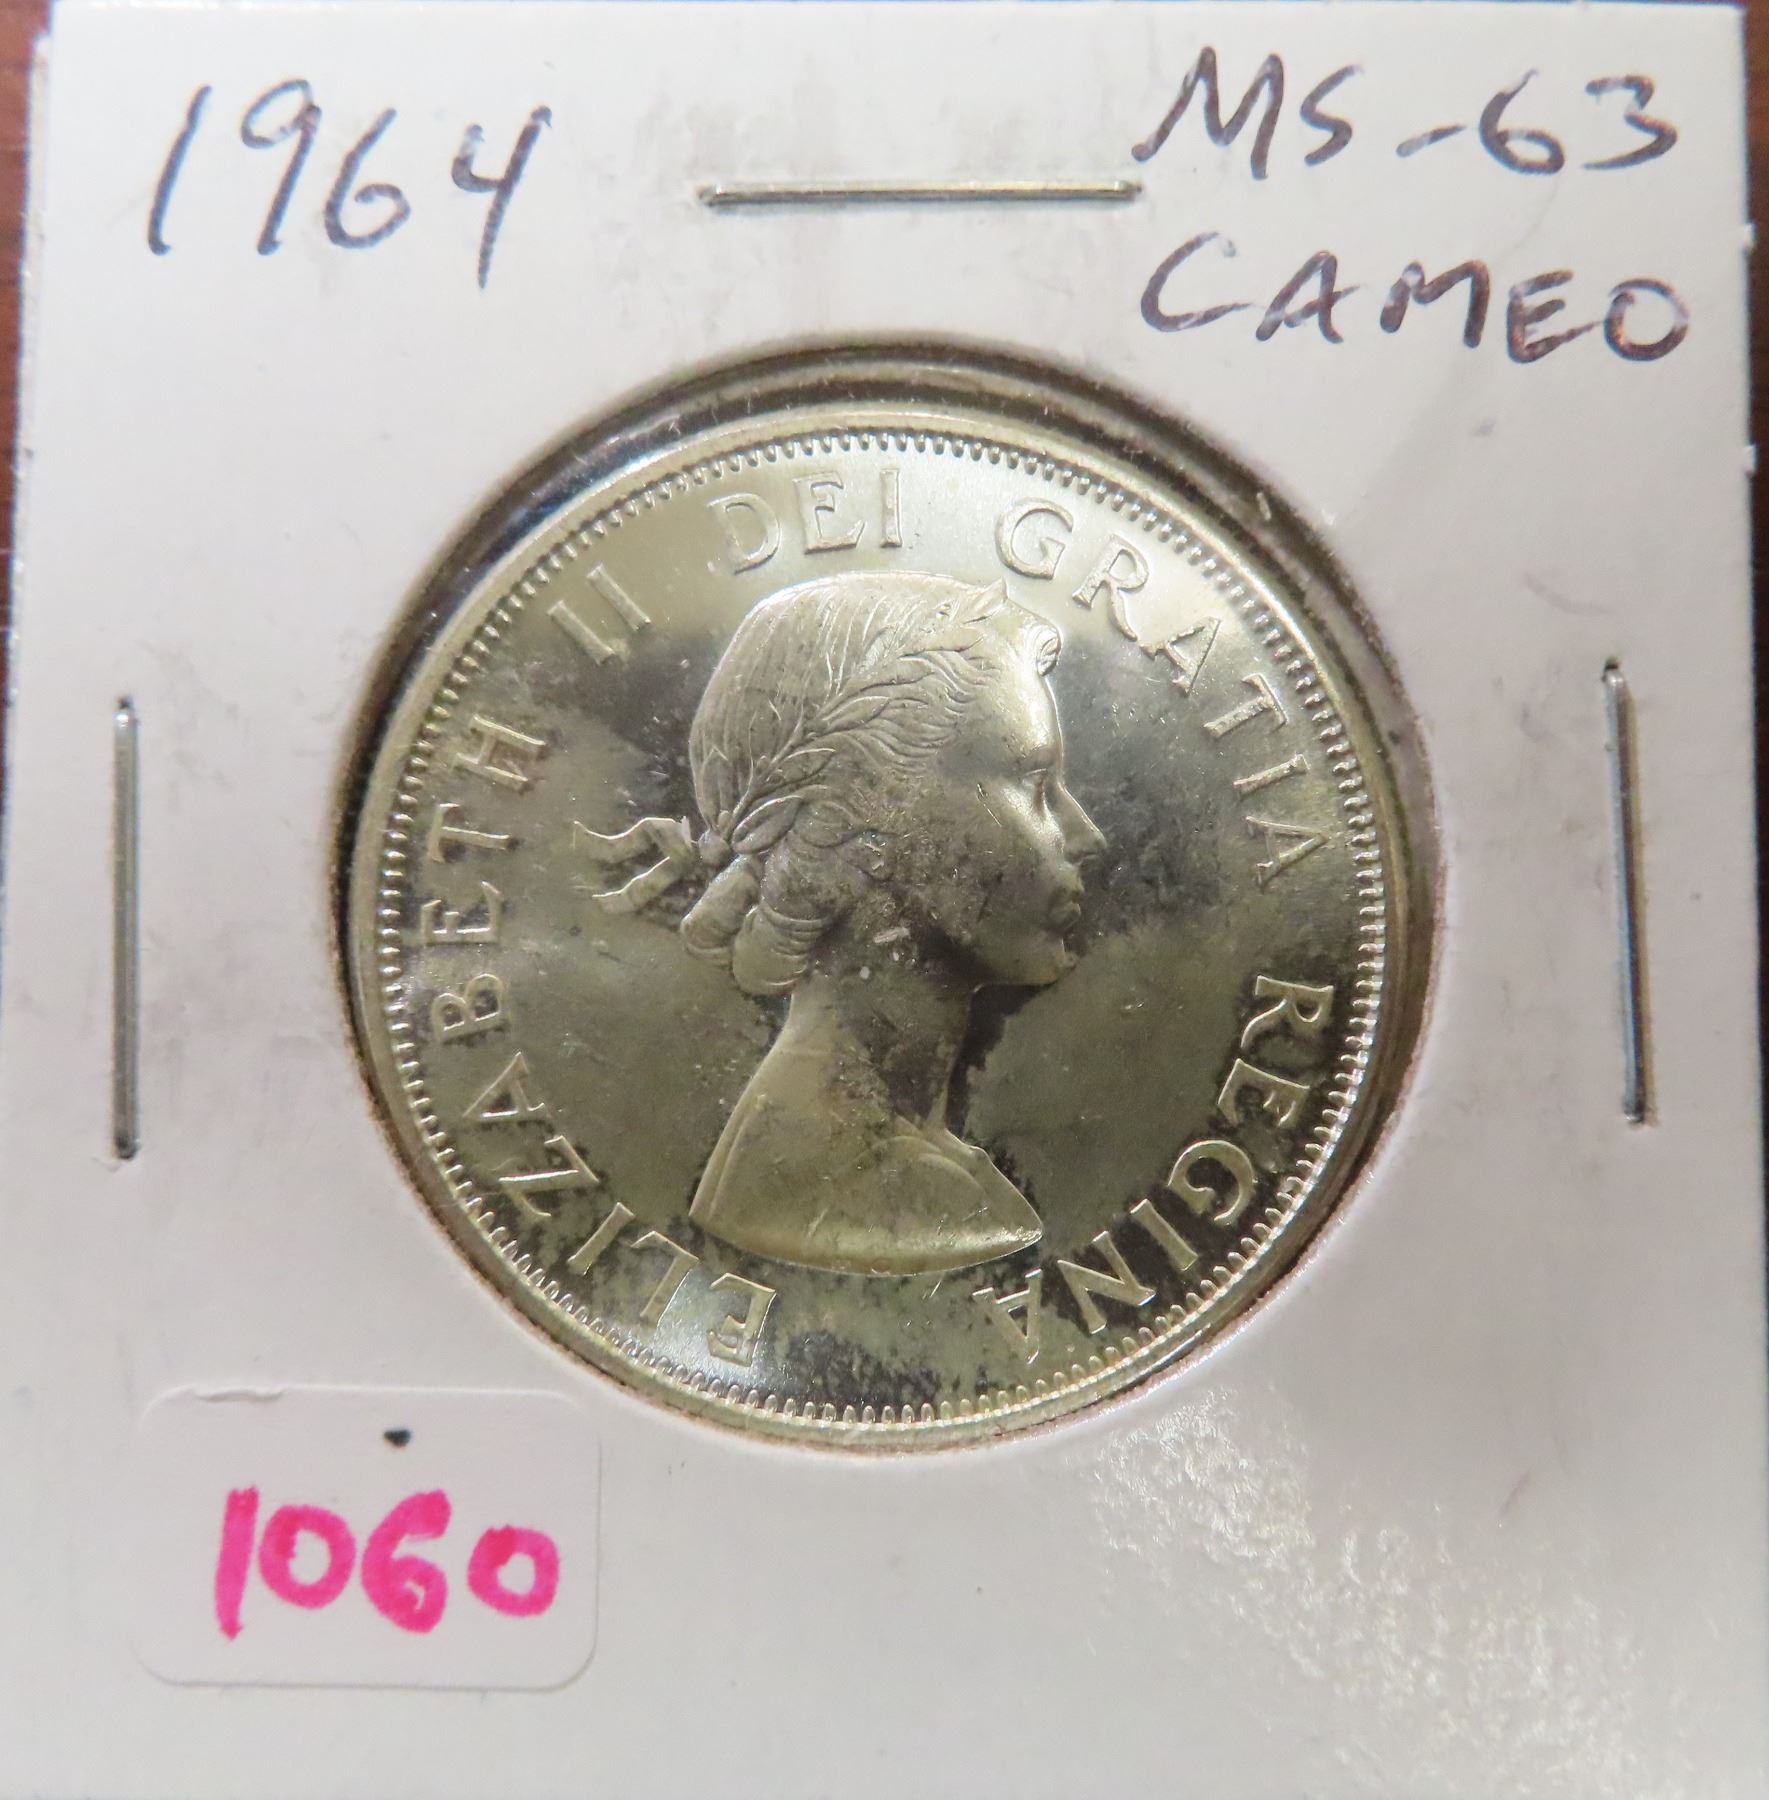 1964
MS-63
CAMEO
ELIZABETH II DEI GRATIA REGINA
1060